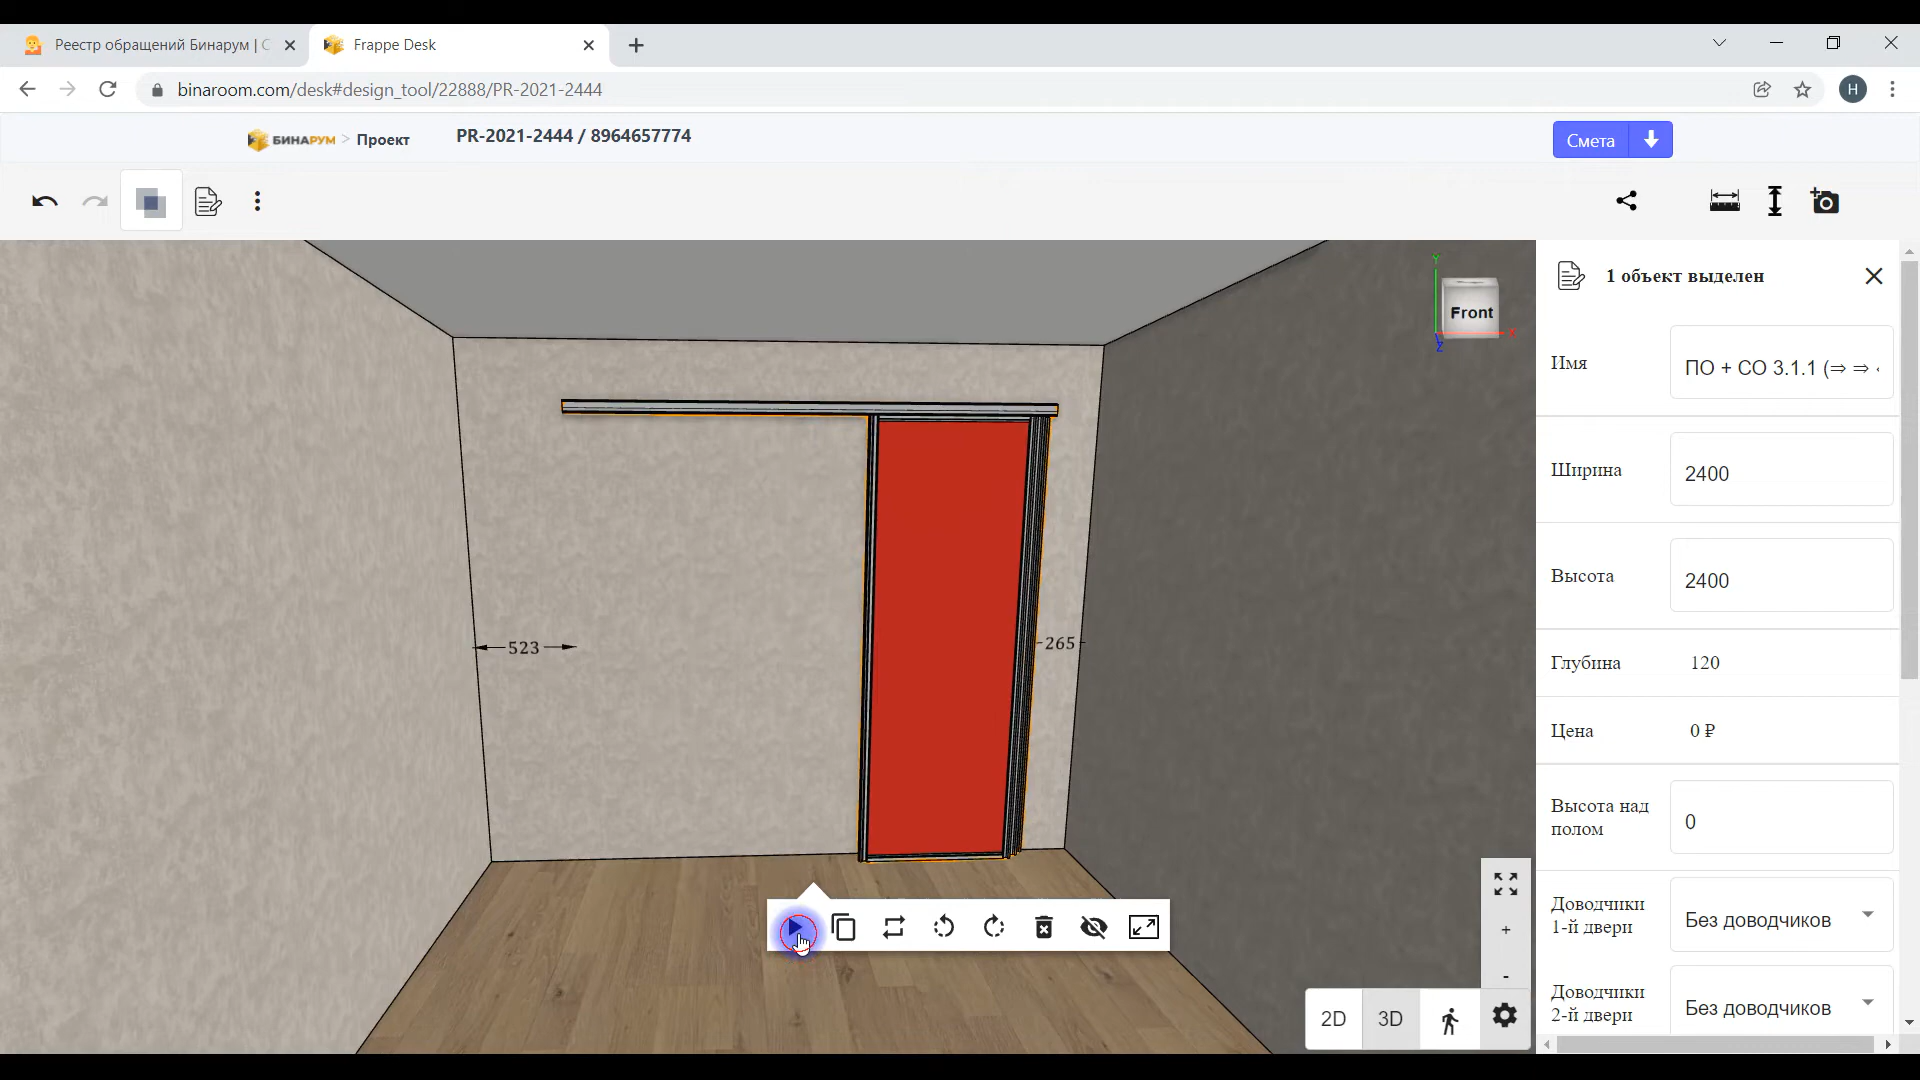 Реестр обращений Бинарум | С
Frappe Desk
binaroom.com/desk#design_tool/22888/PR-2021-2444
H
БИНАРУМ > Проект
PR-2021-2444 / 8964657774
Смета
Y
Front
X
Z
1 объект выделен
Имя
ПО + СО 3.1.1 (⇒ ⇒
Ширина
2400
Высота
2400
523
265
Глубина
120
Цена
0 ₽
Высота над полом
0
Доводчики 1-й двери
Без доводчиков
+
-
Доводчики 2-й двери
Без доводчиков
2D
3D